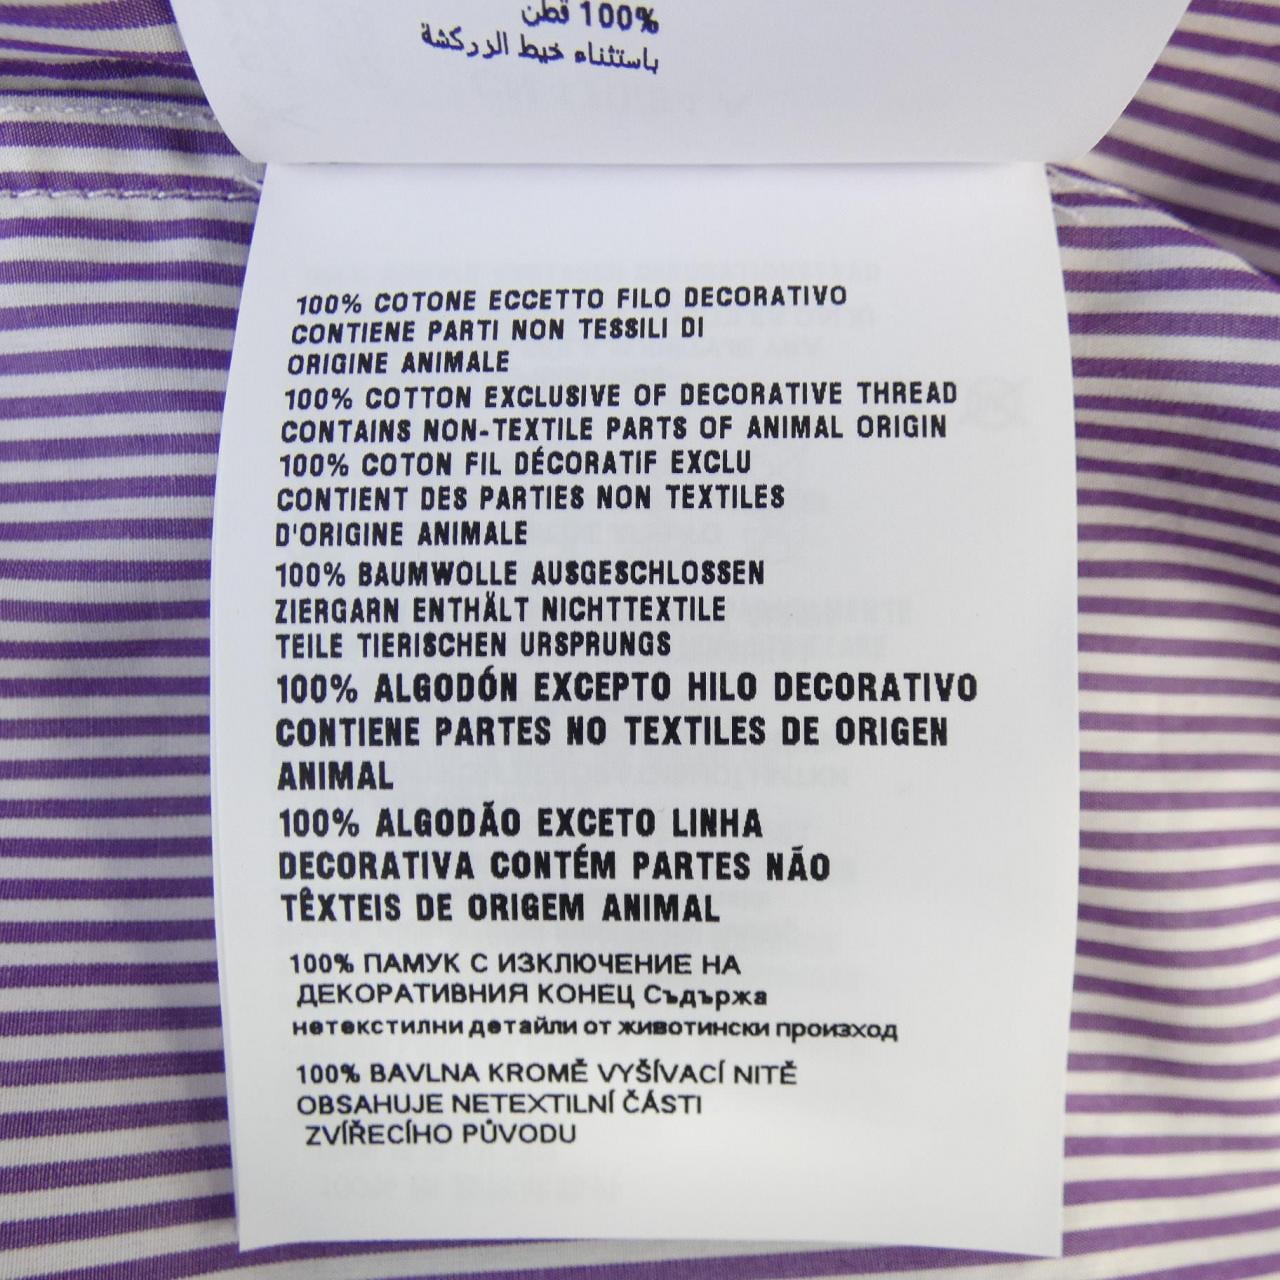 100% قطن
باستثناء خيط الزركشة
100% COTONE ECCETTO FILO DECORATIVO
CONTIENE PARTI NON TESSILI DI
ORIGINE ANIMALE
100% COTTON EXCLUSIVE OF DECORATIVE THREAD
CONTAINS NON-TEXTILE PARTS OF ANIMAL ORIGIN
100% COTON FIL DÉCORATIF EXCLU
CONTIENT DES PARTIES NON TEXTILES
D'ORIGINE ANIMALE
100% BAUMWOLLE AUSGESCHLOSSEN
ZIERGARN ENTHÄLT NICHTTEXTILE
TEILE TIERISCHEN URSPRUNGS
100% ALGODÓN EXCEPTO HILO DECORATIVO
CONTIENE PARTES NO TEXTILES DE ORIGEN
ANIMAL
100% ALGODÃO EXCETO LINHA
DECORATIVA CONTÉM PARTES NÃO
TÊXTEIS DE ORIGEM ANIMAL
100% ПАМУК С ИЗКЛЮЧЕНИЕ НА
ДЕКОРАТИВНИЯ КОНЕЦ Съдържа
нетекстилни детайли от животински произход
100% BAVLNA KROMĚ VYŠÍVACÍ NITĚ
OBSAHUJE NETEXTILNÍ ČÁSTI
ZVÍŘECÍHO PŮVODU